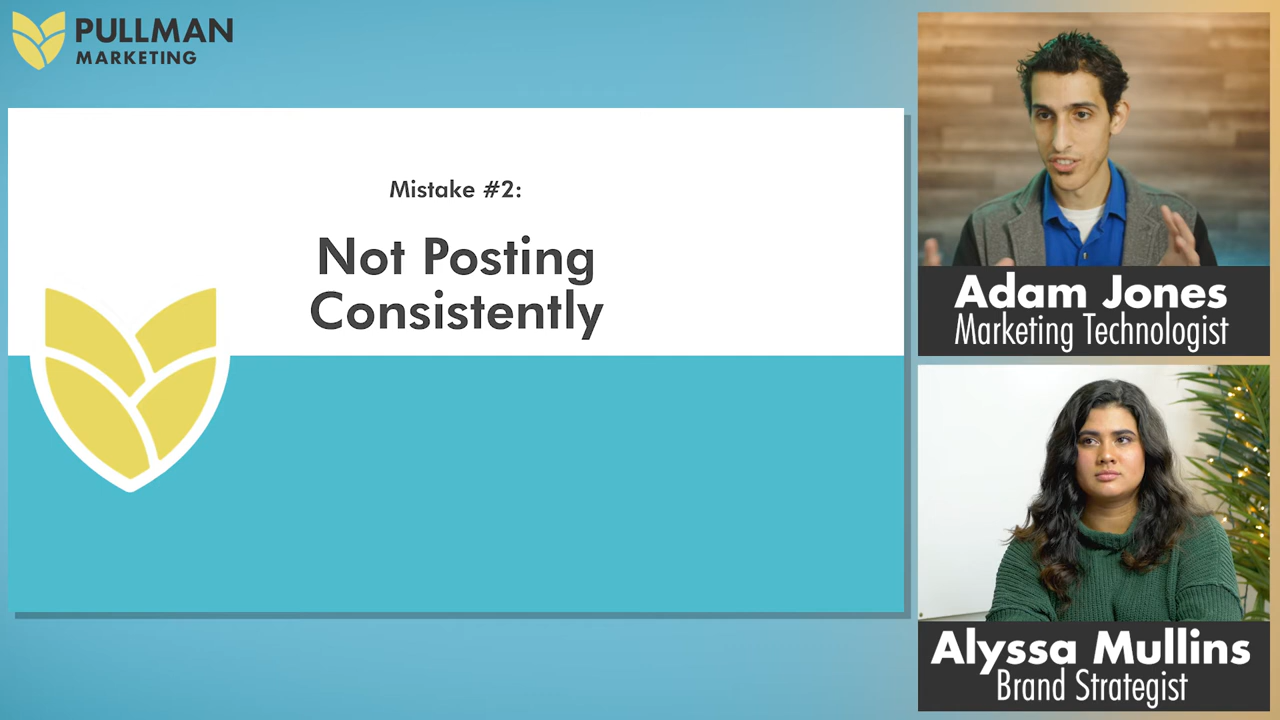 PULLMAN
MARKETING
Mistake #2:
Not Posting
Consistently
Adam Jones
Marketing Technologist
Alyssa Mullins
Brand Strategist